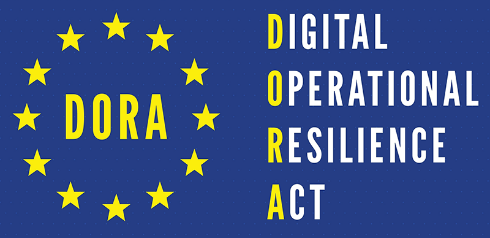 DORA
DIGITAL
OPERATIONAL
RESILIENCE
ACT